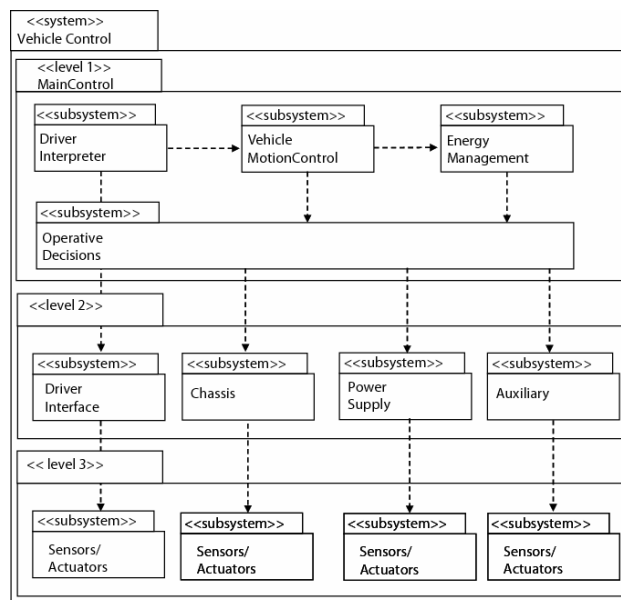 <<system>>
Vehicle Control
<<level 1>>
MainControl
<<subsystem>>
Driver
Interpreter
<<subsystem>>
Vehicle
MotionControl
<<subsystem>>
Energy
Management
<<subsystem>>
Operative
Decisions
<<level 2>>
<<subsystem>>
Driver
Interface
<<subsystem>>
Chassis
<<subsystem>>
Power
Supply
<<subsystem>>
Auxiliary
<< level 3>>
<<subsystem>>
Sensors/
Actuators
<<subsystem>>
Sensors/
Actuators
<<subsystem>>
Sensors/
Actuators
<<subsystem>>
Sensors/
Actuators